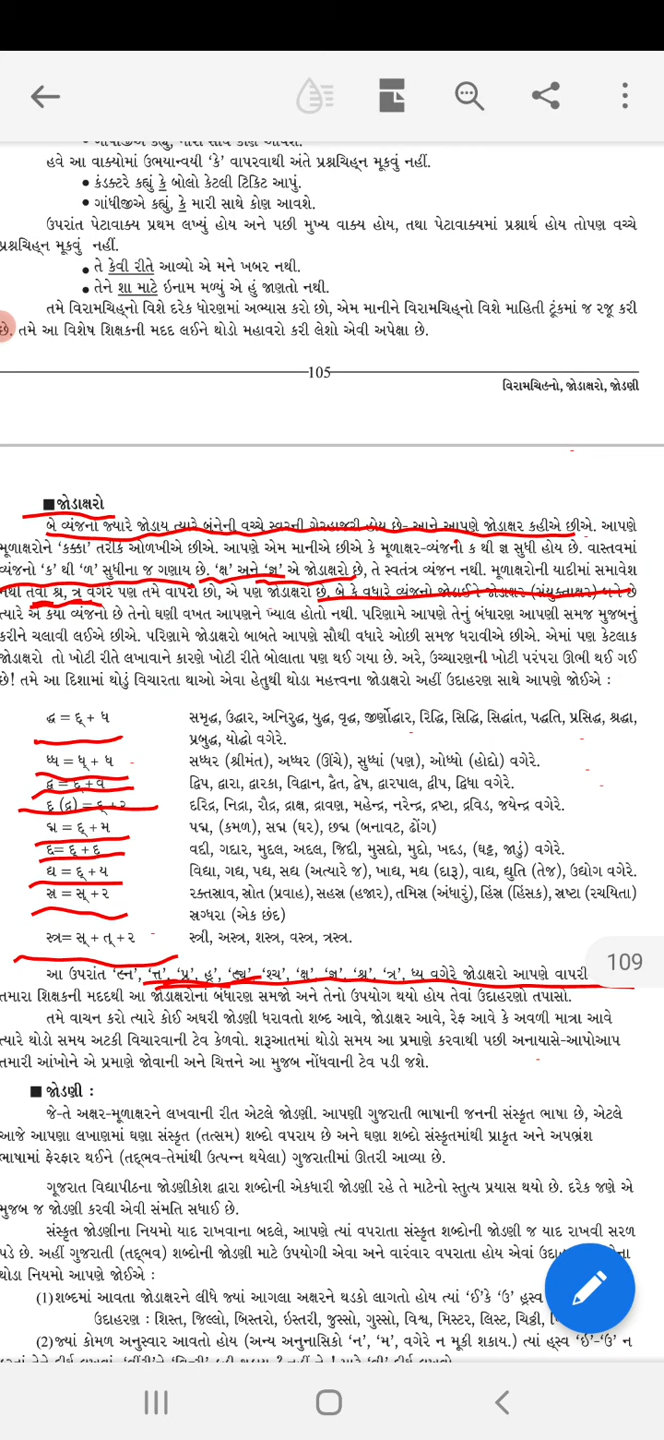 હવે આ વાક્યોમાં ઉભયાન્વયી ‘કે’ વાપરવાથી અંતે પ્રશ્નચિહ્ન મૂકવું નહીં.
• કંડક્ટરે કહ્યું કે બોલો કેટલી ટિકિટ આપું.
• ગાંધીજીએ કહ્યું, કે મારી સાથે કોણ આવશે.
ઉપરાંત પેટાવાક્ય પ્રથમ લખ્યું હોય અને પછી મુખ્ય વાક્ય હોય, તથા પેટાવાક્યમાં પ્રશ્નાર્થ હોય તોપણ વચ્ચે
પ્રશ્નચિહ્ન મૂકવું નહીં.
• તે કેવી રીતે આવ્યો એ મને ખબર નથી.
• તેને શા માટે ઇનામ મળ્યું એ હું જાણતો નથી.
તમે વિરામચિહ્નો વિશે દરેક ધોરણમાં અભ્યાસ કરો છો, એમ માનીને વિરામચિહ્નો વિશે માહિતી ટૂંકમાં જ રજૂ કરી
છે. તમે આ વિશેષ શિક્ષકની મદદ લઈને થોડો મહાવરો કરી લેશો એવી અપેક્ષા છે.
105
વિરામચિહ્નો, જોડાક્ષરો, જોડણી
■ જોડાક્ષરો
બે વ્યંજનો જ્યારે જોડાય ત્યારે બંનેની વચ્ચે સ્વરની ગેરહાજરી હોય છે- આને આપણે જોડાક્ષર કહીએ છીએ. આપણે
મૂળાક્ષરોને ‘કક્કા’ તરીકે ઓળખીએ છીએ. આપણે એમ માનીએ છીએ કે મૂળાક્ષર-વ્યંજનો ક થી જ્ઞ સુધી હોય છે. વાસ્તવમાં
વ્યંજનો ‘ક’ થી ‘ળ’ સુધીના જ ગણાય છે. ‘ક્ષ’ અને ‘જ્ઞ’ એ જોડાક્ષરો છે, તે સ્વતંત્ર વ્યંજન નથી. મૂળાક્ષરોની યાદીમાં સમાવેશ
નથી તેવા શ્ર, ત્ર વગેરે પણ તમે વાપરો છો, એ પણ જોડાક્ષરો છે. બે કે વધારે વ્યંજનો જોડાઈને જોડાક્ષર (સંયુક્તાક્ષર) બને છે
ત્યારે એ કયા વ્યંજનો છે તેનો ઘણી વખત આપણને ખ્યાલ હોતો નથી. પરિણામે આપણે તેનું બંધારણ આપણી સમજ મુજબનું
કરીને ચલાવી લઈએ છીએ. પરિણામે જોડાક્ષરો બાબતે આપણે સૌથી વધારે ઓછી સમજ ધરાવીએ છીએ. એમાં પણ કેટલાક
જોડાક્ષરો તો ખોટી રીતે લખાવાને કારણે ખોટી રીતે બોલાતા પણ થઈ ગયા છે. અરે, ઉચ્ચારણની ખોટી પરંપરા ઊભી થઈ ગઈ
છે! તમે આ દિશામાં થોડું વિચારતા થાઓ એવા હેતુથી થોડા મહત્ત્વના જોડાક્ષરો અહીં ઉદાહરણ સાથે આપણે જોઈએ :
દ્ધ = દ્ + ધ સમૃદ્ધ, ઉદ્ધાર, અનિરુદ્ધ, યુદ્ધ, વૃદ્ધ, જીર્ણોદ્ધાર, રિદ્ધિ, સિદ્ધિ, સિદ્ધાંત, પદ્ધતિ, પ્રસિદ્ધ, શ્રદ્ધા,
પ્રબુદ્ધ, યોદ્ધો વગેરે.
ધ્ધ = ધ્ + ધ સધ્ધર (શ્રીમંત), અધ્ધર (ઊંચે), સુધ્ધાં (પણ), ઓધ્ધો (હોદો) વગેરે.
દ્વ = દ્ + વ દ્વિપ, દ્વારા, દ્વારકા, વિદ્વાન, દ્વૈત, દ્વેષ, દ્વારપાલ, દ્વીપ, દ્વિધા વગેરે.
દ્ર (દ્ર) = દ્ + ર દરિદ્ર, નિદ્રા, રૌદ્ર, દ્રાક્ષ, દ્રાવણ, મહેન્દ્ર, નરેન્દ્ર, દ્રષ્ટા, દ્રવિડ, જયેન્દ્ર વગેરે.
દ્મ = દ્ + મ પદ્મ, (કમળ), સદ્મ (ઘર), છદ્મ (બનાવટ, ઢોંગ)
દ્દ= દ્ + દ વદ્દી, ગદ્દાર, મુદ્દલ, અદ્દલ, જિદ્દી, મુસદ્દો, મુદ્દો, ખદ્દડ, (ઘટ્ટ, જાડું) વગેરે.
દ્ય = દ્ + ય વિદ્યા, ગદ્ય, પદ્ય, સદ્ય (અત્યારે જ), ખાદ્ય, મદ્ય (દારૂ), વાદ્ય, દ્યુતિ (તેજ), ઉદ્યોગ વગેરે.
સ્ર = સ્ + ર રક્તસ્રાવ, સ્રોત (પ્રવાહ), સહસ્ર (હજાર), તમિસ્ર (અંધારું), હિંસ્ર (હિંસક), સ્રષ્ટા (રચયિતા)
સ્રગ્ધરા (એક છંદ)
સ્ત્ર= સ્ + ત્ + ર સ્ત્રી, અસ્ત્ર, શસ્ત્ર, વસ્ત્ર, ત્રસ્ત્ર.
109
આ ઉપરાંત ‘હ્ન’, ‘ત્ત’, ‘પ્ર’, હૃ’, ‘હ્ય’, ‘શ્ચ’, ‘ક્ષ’, ‘જ્ઞ’, ‘શ્ર’, ‘ત્ર’, ધ્ય વગેરે જોડાક્ષરો આપણે વાપરી
તમારા શિક્ષકની મદદથી આ જોડાક્ષરોનાં બંધારણ સમજો અને તેનો ઉપયોગ થયો હોય તેવાં ઉદાહરણો તપાસો.
તમે વાચન કરો ત્યારે કોઈ અઘરી જોડણી ધરાવતો શબ્દ આવે, જોડાક્ષર આવે, રેફ આવે કે અવળી માત્રા આવે
ત્યારે થોડો સમય અટકી વિચારવાની ટેવ કેળવો. શરૂઆતમાં થોડો સમય આ પ્રમાણે કરવાથી પછી અનાયાસે-આપોઆપ
તમારી આંખોને એ પ્રમાણે જોવાની અને ચિત્તને આ મુજબ નોંધવાની ટેવ પડી જશે.
■ જોડણી :
જે-તે અક્ષર-મૂળાક્ષરને લખવાની રીત એટલે જોડણી. આપણી ગુજરાતી ભાષાની જનની સંસ્કૃત ભાષા છે, એટલે
આજે આપણા લખાણમાં ઘણા સંસ્કૃત (તત્સમ) શબ્દો વપરાય છે અને ઘણા શબ્દો સંસ્કૃતમાંથી પ્રાકૃત અને અપભ્રંશ
ભાષામાં ફેરફાર થઈને (તદ્ભવ-તેમાંથી ઉત્પન્ન થયેલા) ગુજરાતીમાં ઊતરી આવ્યા છે.
ગૂજરાત વિદ્યાપીઠના જોડણીકોશ દ્વારા શબ્દોની એકધારી જોડણી રહે તે માટેનો સ્તુત્ય પ્રયાસ થયો છે. દરેક જણે એ
મુજબ જ જોડણી કરવી એવી સંમતિ સધાઈ છે.
સંસ્કૃત જોડણીના નિયમો યાદ રાખવાના બદલે, આપણે ત્યાં વપરાતા સંસ્કૃત શબ્દોની જોડણી જ યાદ રાખવી સરળ
પડે છે. અહીં ગુજરાતી (તદ્ભવ) શબ્દોની જોડણી માટે ઉપયોગી એવા અને વારંવાર વપરાતા હોય એવાં
થોડા નિયમો આપણે જોઈએ :
(1) શબ્દમાં આવતા જોડાક્ષરને લીધે જ્યાં આગલા અક્ષરને થડકો લાગતો હોય ત્યાં ‘ઈ’કે ‘ઉ’ હ્રસ્વ
ઉદાહરણ : શિસ્ત, જિલ્લો, બિસ્તરો, ઇસ્તરી, જુસ્સો, ગુસ્સો, વિશ્વ, મિસ્ટર, લિસ્ટ, ચિઠ્ઠી,
(2) જ્યાં કોમળ અનુસ્વાર આવતો હોય (અન્ય અનુનાસિકો ‘ન’, ‘મ’, વગેરે ન મૂકી શકાય.) ત્યાં હ્રસ્વ ‘ઈ’-‘ઉ’ ન